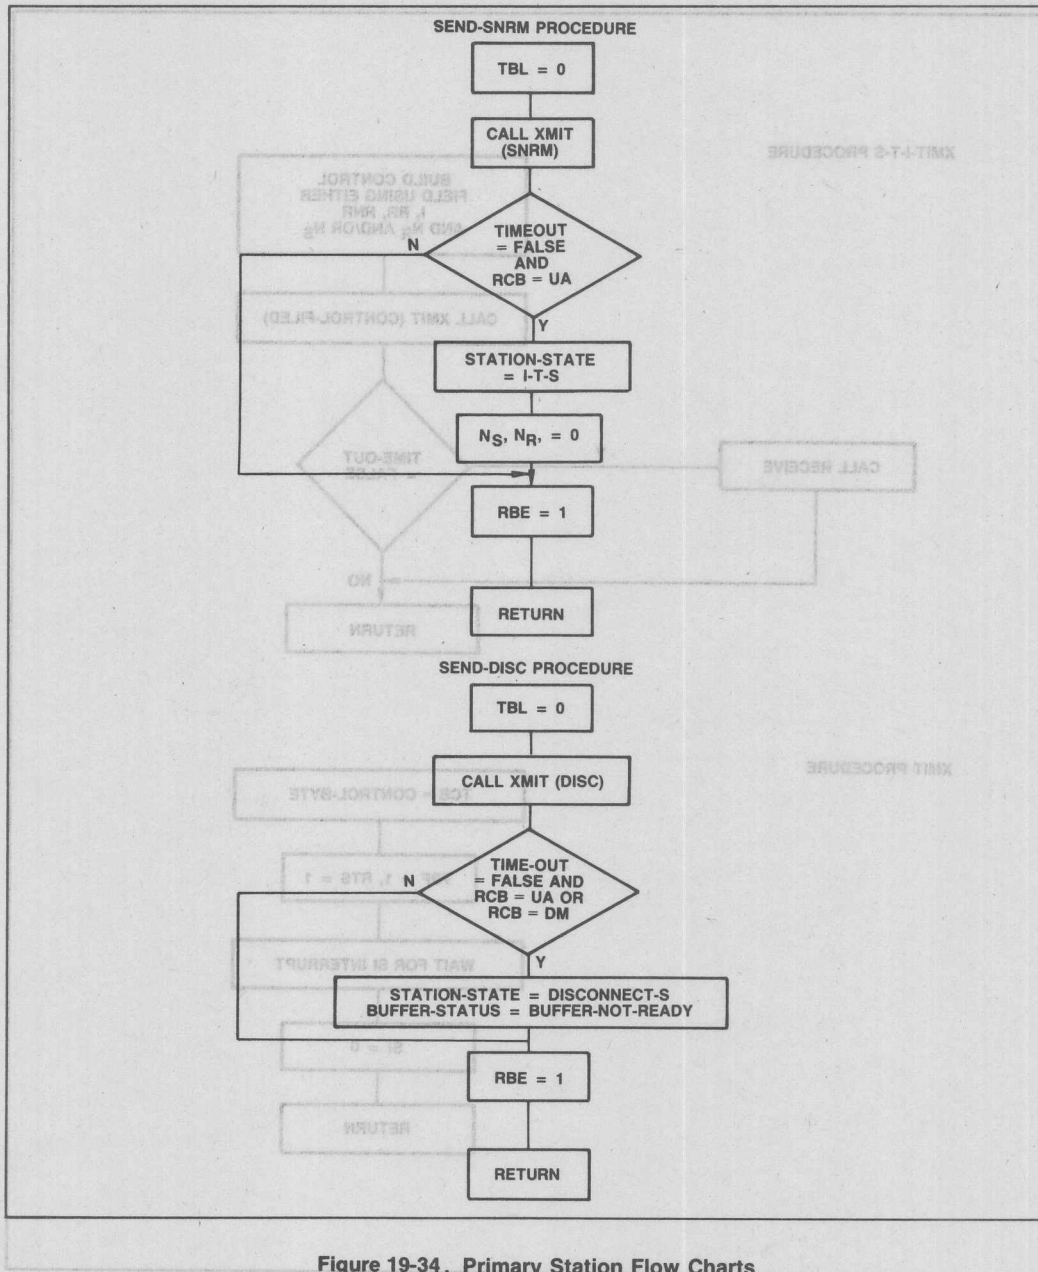 SEND-SNRM PROCEDURE
TBL = 0
CALL XMIT
(SNRM)
TIMEOUT
= FALSE
AND
RCB = UA
N
Y
STATION-STATE
= I-T-S
NS, NR, = 0
RBE = 1
RETURN
SEND-DISC PROCEDURE
TBL = 0
CALL XMIT (DISC)
TIME-OUT
= FALSE AND
RCB = UA OR
RCB = DM
N
Y
STATION-STATE = DISCONNECT-S
BUFFER-STATUS = BUFFER-NOT-READY
RBE = 1
RETURN
Figure 19-34. Primary Station Flow Charts